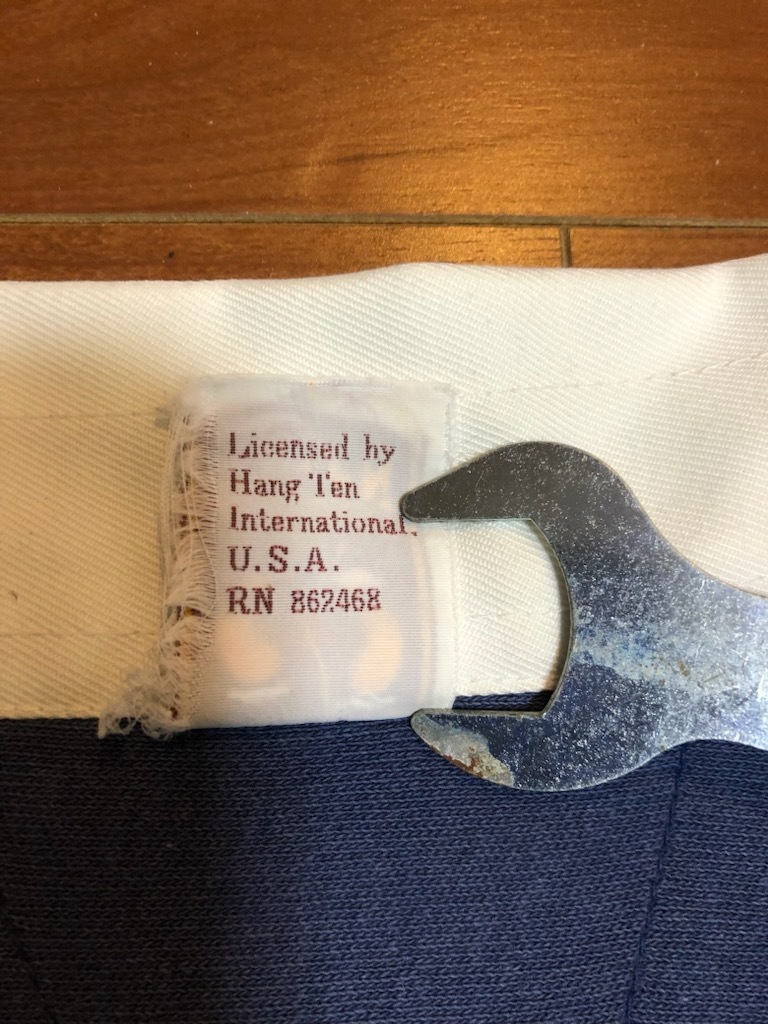 Licensed by
Hang Ten
International,
U.S.A.
RN 862468